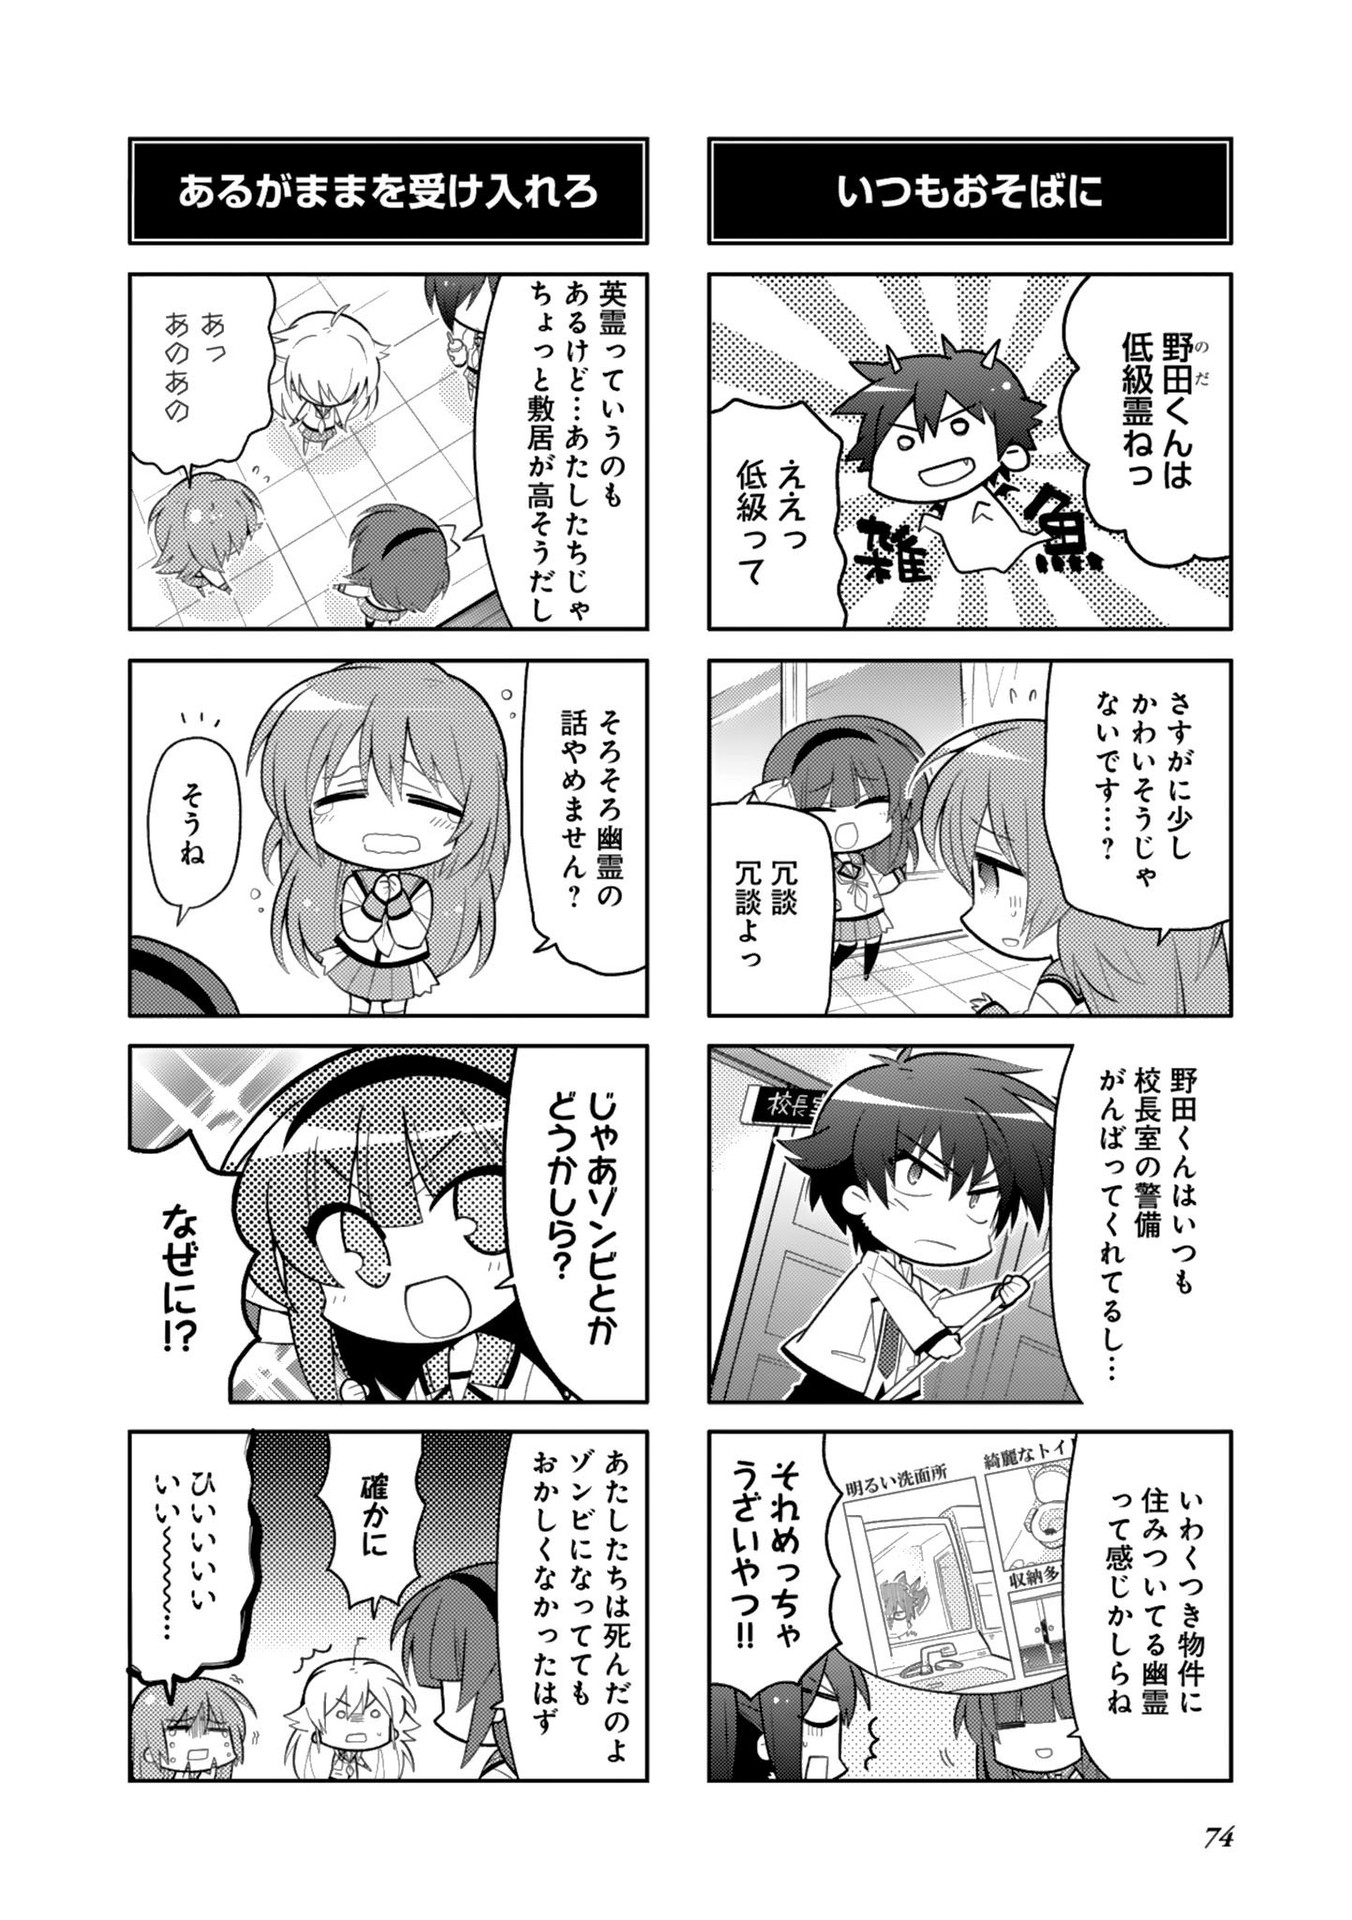 いつもおそばに
野田くんは
のだ
低級霊ねっ
雑魚
ええっ
低級って
さすがに少し
かわいそうじゃ
ないです…?
冗談
冗談よっ
野田くんはいつも
校長室の警備
がんばってくれてるし…
校長室
いわくつき物件に
住みついてる幽霊
って感じかしらね
綺麗なトイレ
明るい洗面所
収納多
それめっちゃ
うざいやつ!!
あるがままを受け入れろ
英霊っていうのも
あるけど…あたしたちじゃ
ちょっと敷居が高そうだし
あっ
あのあの
そろそろ幽霊の
話やめません?
そうね
じゃあゾンビとか
どうかしら?
なぜに!?
あたしたちは死んだのよ
ゾンビになってても
おかしくなかったはず
確かに
ひいいいい
いい〜〜〜…
74